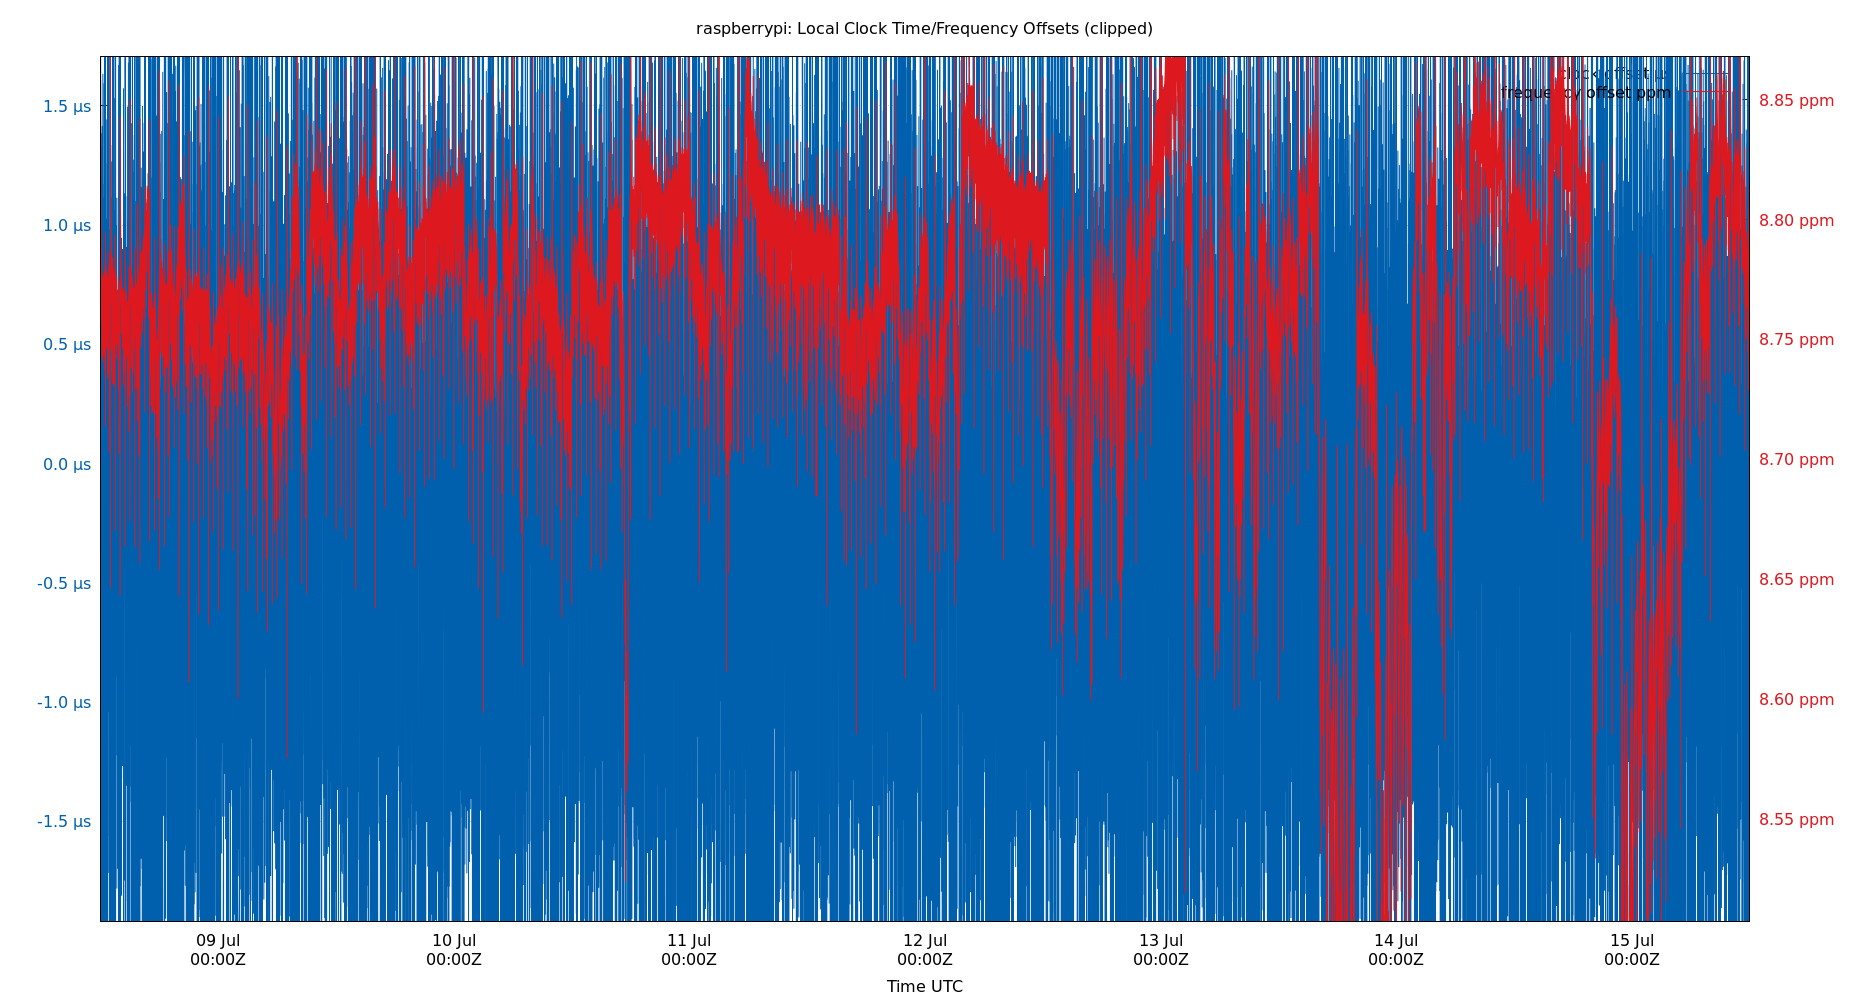 raspberrypi: Local Clock Time/Frequency Offsets (clipped)
clock offset µs
frequency offset ppm
1.5 µs
1.0 µs
0.5 µs
0.0 µs
-0.5 µs
-1.0 µs
-1.5 µs
8.85 ppm
8.80 ppm
8.75 ppm
8.70 ppm
8.65 ppm
8.60 ppm
8.55 ppm
09 Jul 10 Jul 11 Jul 12 Jul 13 Jul 14 Jul 15 Jul
00:00Z 00:00Z 00:00Z 00:00Z 00:00Z 00:00Z 00:00Z
Time UTC